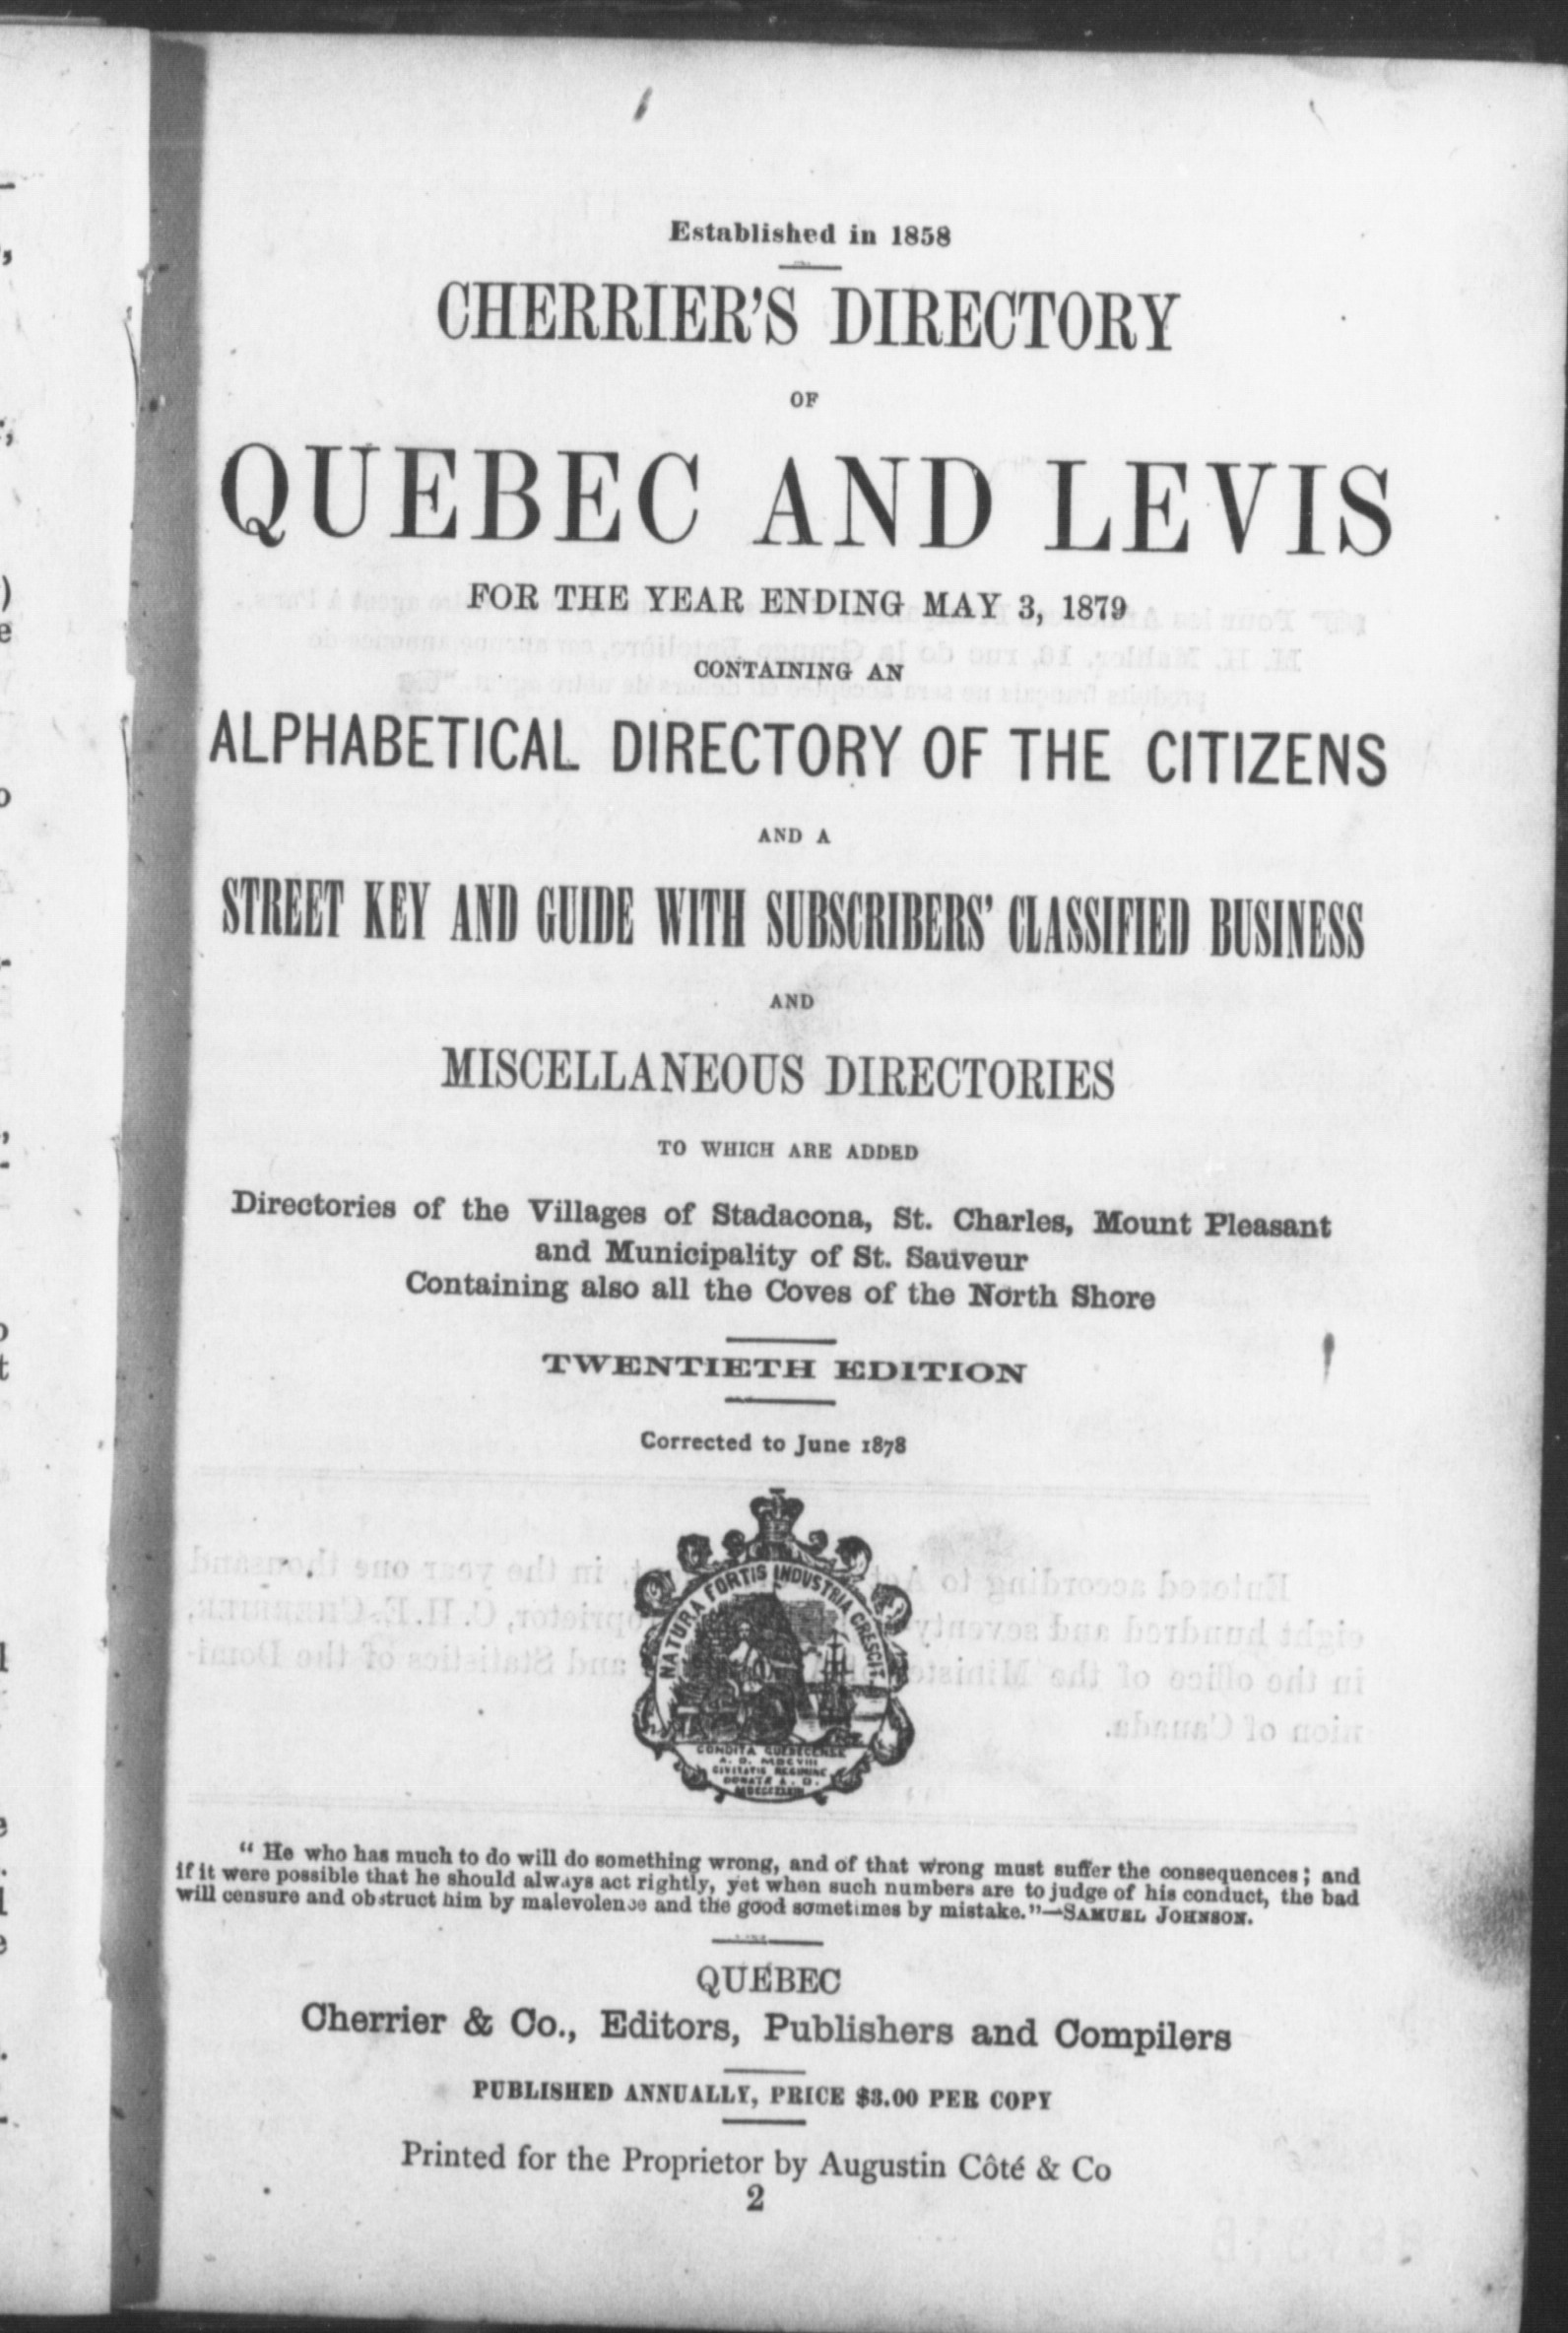 Established in 1858
CHERRIER'S DIRECTORY
OF
QUEBEC AND LEVIS
FOR THE YEAR ENDING MAY 3, 1879
CONTAINING AN
ALPHABETICAL DIRECTORY OF THE CITIZENS
AND A
STREET KEY AND GUIDE WITH SUBSCRIBERS' CLASSIFIED BUSINESS
AND
MISCELLANEOUS DIRECTORIES
TO WHICH ARE ADDED
Directories of the Villages of Stadacona, St. Charles, Mount Pleasant
and Municipality of St. Sauveur
Containing also all the Coves of the North Shore
TWENTIETH EDITION
Corrected to June 1878
NATURA FORTIS INDUSTRIA CRESCIT
CONDITA QUEBECENSE
A. D. MDCVIII
CIVITATIS REGIMINE
DONATA A. D.
"He who has much to do will do something wrong, and of that wrong must suffer the consequences; and
if it were possible that he should always act rightly, yet when such numbers are to judge of his conduct, the bad
will censure and obstruct him by malevolence and the good sometimes by mistake."—SAMUEL JOHNSON.
QUEBEC
Cherrier & Co., Editors, Publishers and Compilers
PUBLISHED ANNUALLY, PRICE $3.00 PER COPY
Printed for the Proprietor by Augustin Côté & Co
2